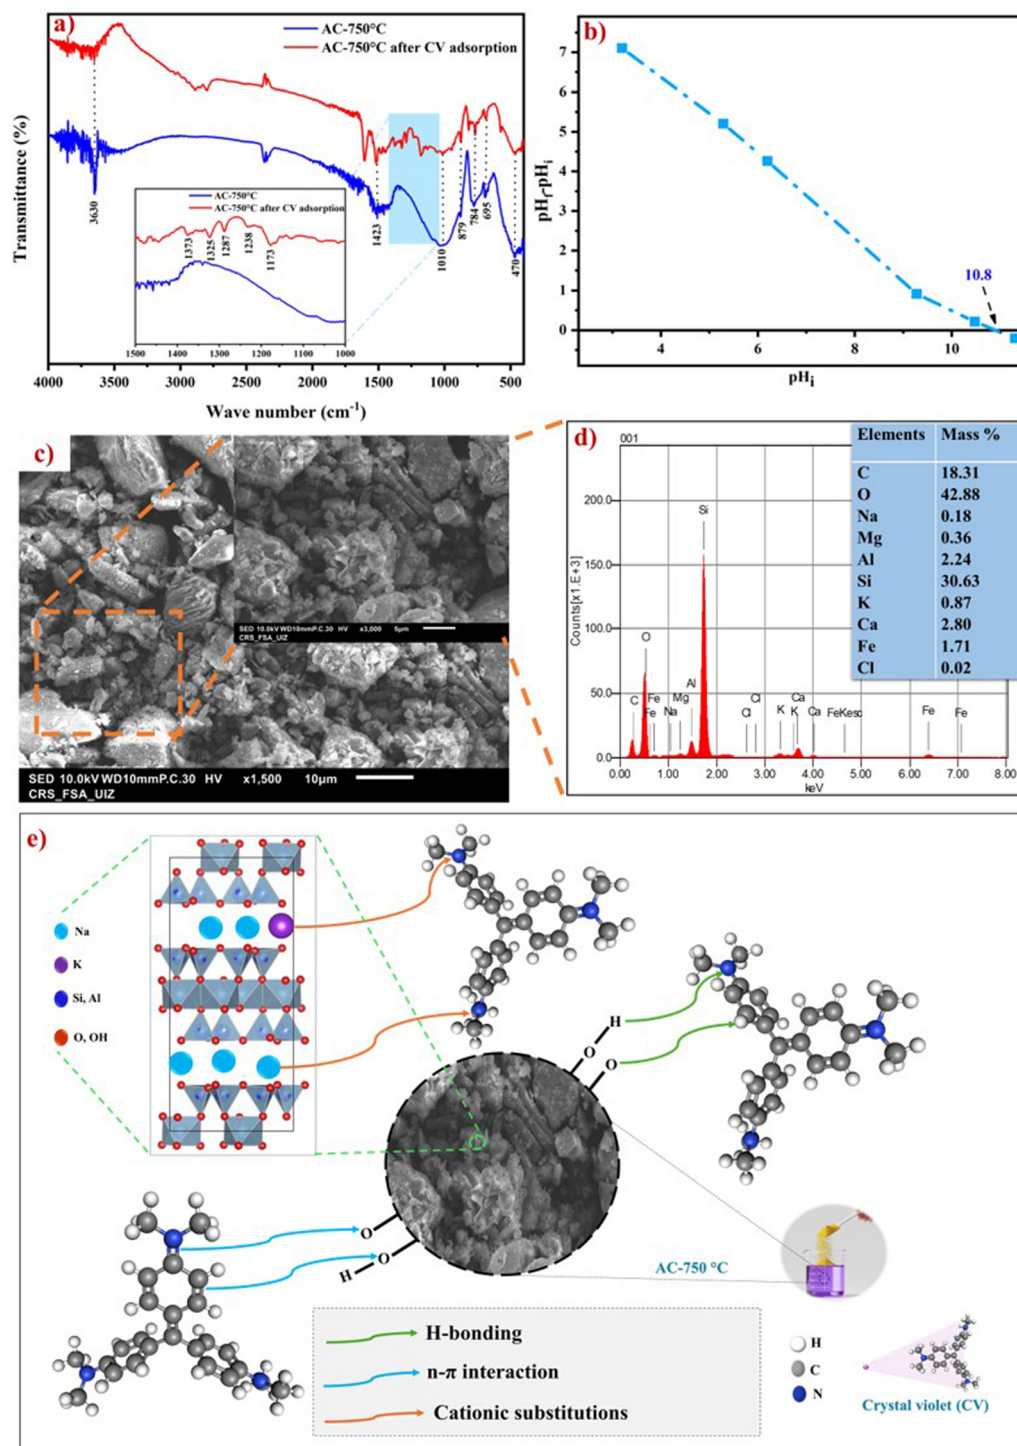 a)
AC-750°C
AC-750°C after CV adsorption
Transmittance (%)
3630
1423
1010
879
784
695
470
AC-750°C
AC-750°C after CV adsorption
1373
1325
1287
1238
1173
1500 1400 1300 1200 1100 1000
4000 3500 3000 2500 2000 1500 1000 500
Wave number (cm-1)
b)
pHf-pHi
7
6
5
4
3
2
1
0
10.8
4 6 8 10
pHi
c)
SED 10.0kV WD10mmP.C.30 HV x3,000 5μm
CRS_FSA_UIZ
SED 10.0kV WD10mmP.C.30 HV x1,500 10μm
CRS_FSA_UIZ
d)
001
Counts[x1.E+3]
200.0
150.0
100.0
50.0
0.0
C O Fe Fe Na Mg Al Si Cl Cl K K Ca Ca Fe Kesc Fe Fe
0.00 1.00 2.00 3.00 4.00 5.00 6.00 7.00 8.00
keV
Elements Mass %
C 18.31
O 42.88
Na 0.18
Mg 0.36
Al 2.24
Si 30.63
K 0.87
Ca 2.80
Fe 1.71
Cl 0.02
e)
Na
K
Si, Al
O, OH
H
O
O
O
O
H
AC-750 °C
H-bonding
n-π interaction
Cationic substitutions
H
C
N
Crystal violet (CV)